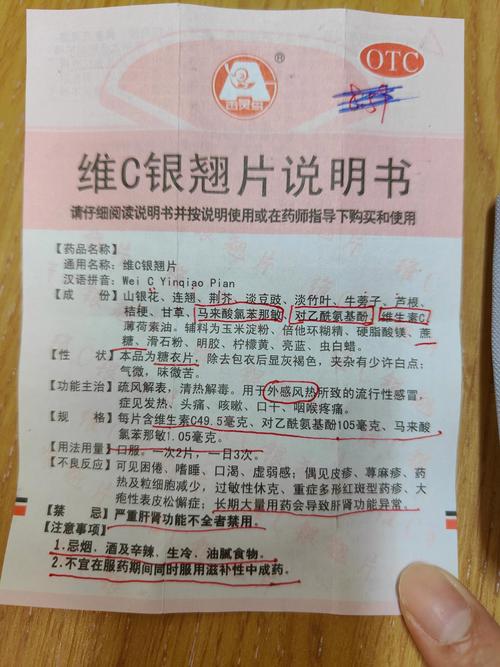 ®
OTC
维C银翘片说明书
请仔细阅读说明书并按说明使用或在药师指导下购买和使用
【药品名称】
通用名称：维C银翘片
汉语拼音：Wei C Yinqiao Pian
【成　份】山银花、连翘、荆芥、淡豆豉、淡竹叶、牛蒡子、芦根、
桔梗、甘草、马来酸氯苯那敏、对乙酰氨基酚、维生素C、
薄荷素油。辅料为玉米淀粉、倍他环糊精、硬脂酸镁、蔗
糖、滑石粉、明胶、柠檬黄、亮蓝、虫白蜡。
【性　状】本品为糖衣片，除去包衣后显灰褐色，夹杂有少许白点；
气微，味微苦。
【功能主治】疏风解表，清热解毒。用于外感风热所致的流行性感冒，
症见发热、头痛、咳嗽、口干、咽喉疼痛。
【规　格】每片含维生素C49.5毫克、对乙酰氨基酚105毫克、马来酸
氯苯那敏1.05毫克。
【用法用量】口服。一次2片，一日3次。
【不良反应】可见困倦、嗜睡、口渴、虚弱感；偶见皮疹、荨麻疹、药
热及粒细胞减少，过敏性休克、重症多形红斑型药疹、大
疱性表皮松解症；长期大量用药会导致肝肾功能异常。
【禁　忌】严重肝肾功能不全者禁用。
【注意事项】
1.忌烟、酒及辛辣、生冷、油腻食物。
2.不宜在服药期间同时服用滋补性中成药。